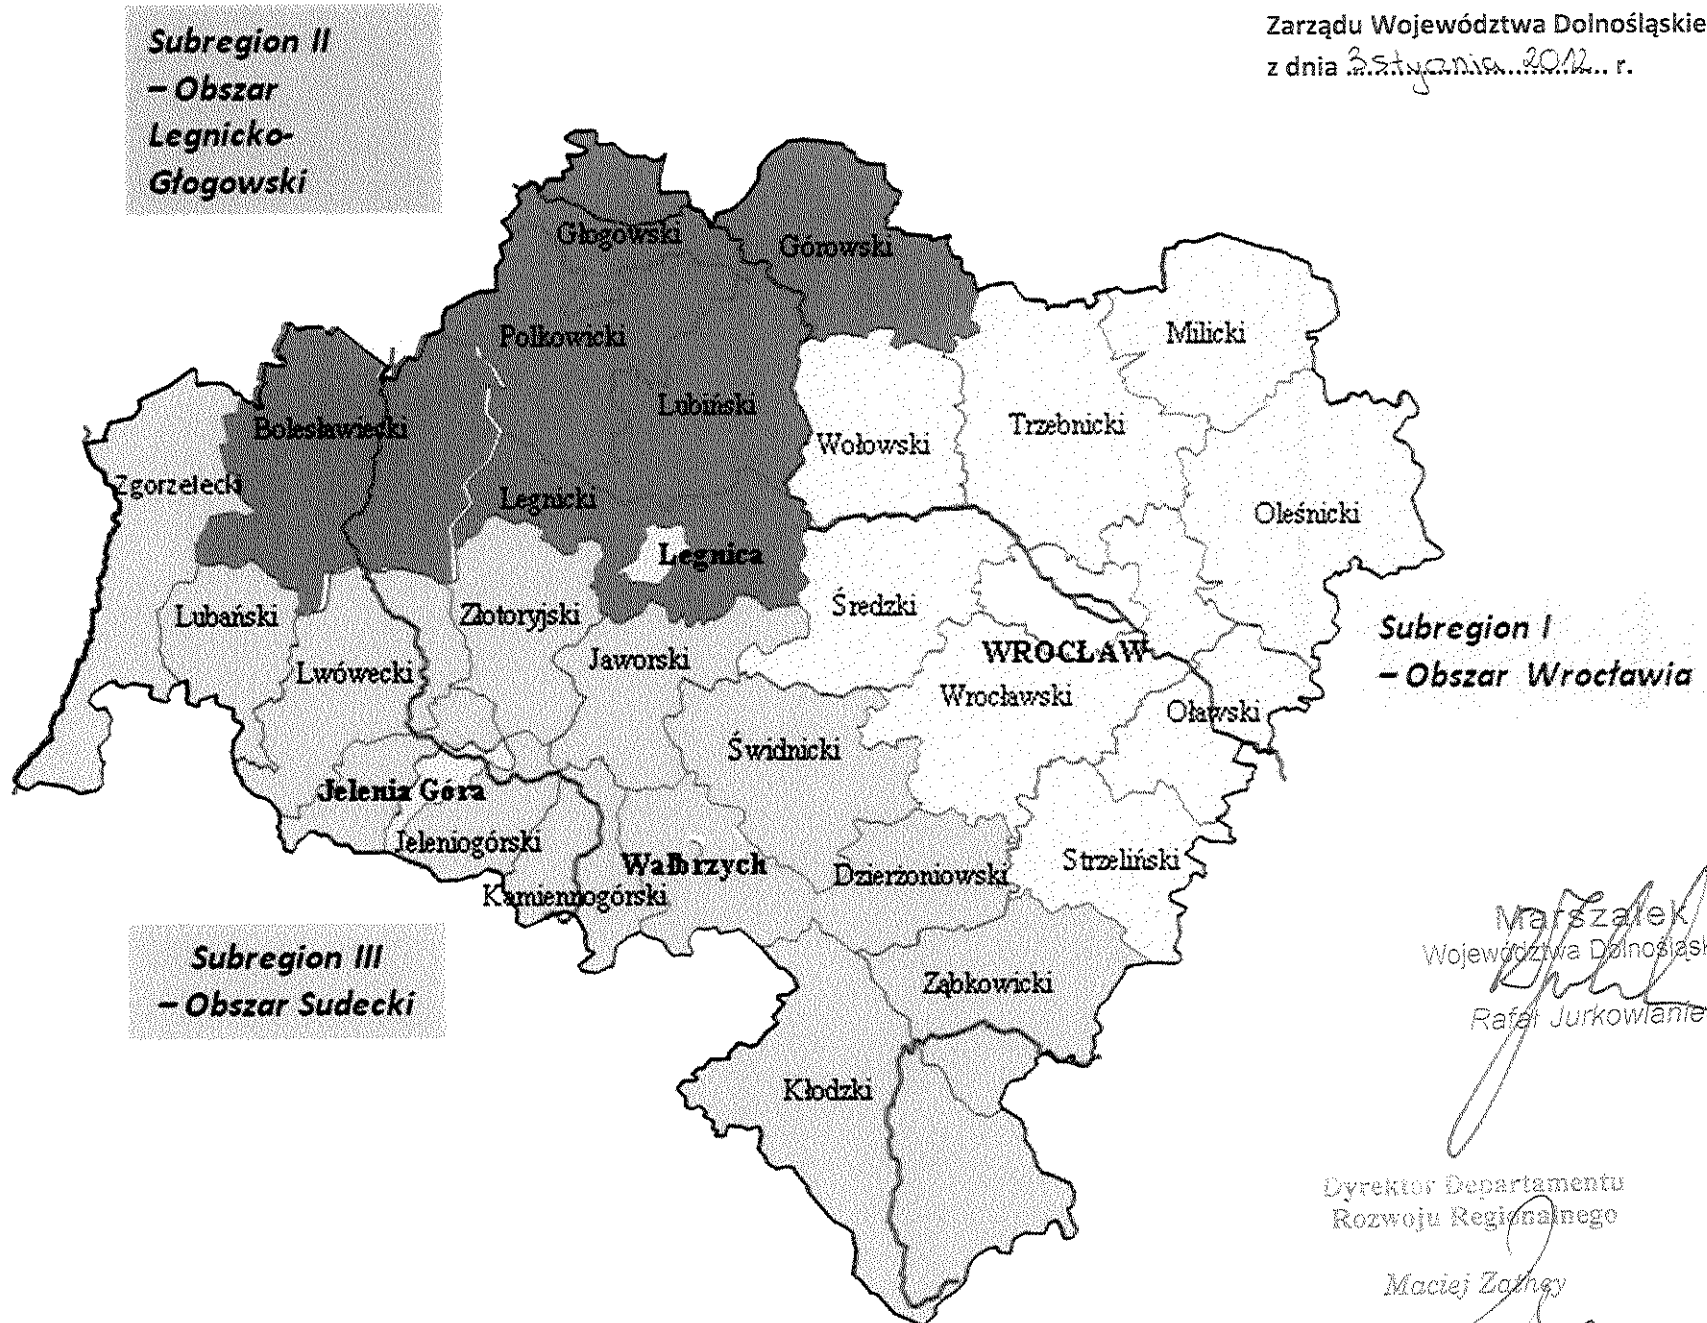 Subregion II
– Obszar
Legnicko-
Głogowski
Zarządu Województwa Dolnośląskie
z dnia 3 stycznia 2012 r.
Głogowski
Górowski
Polkowicki
Milicki
Lubiński
Bolesławiecki
Trzebnicki
Wołowski
Zgorzelecki
Legnicki
Oleśnicki
Legnica
Lubański
Złotoryjski
Średzki
Subregion I
– Obszar Wrocławia
Jaworski
WROCŁAW
Lwówecki
Wrocławski
Oławski
Świdnicki
Jelenia Góra
Jeleniogórski
Wałbrzych
Dzierżoniowski
Strzeliński
Kamiennogórski
Subregion III
– Obszar Sudecki
Ząbkowicki
Kłodzki
Marszałek
Województwa Dolnośląsk
Rafał Jurkowlanie
Dyrektor Departamentu
Rozwoju Regionalnego
Maciej Zathey